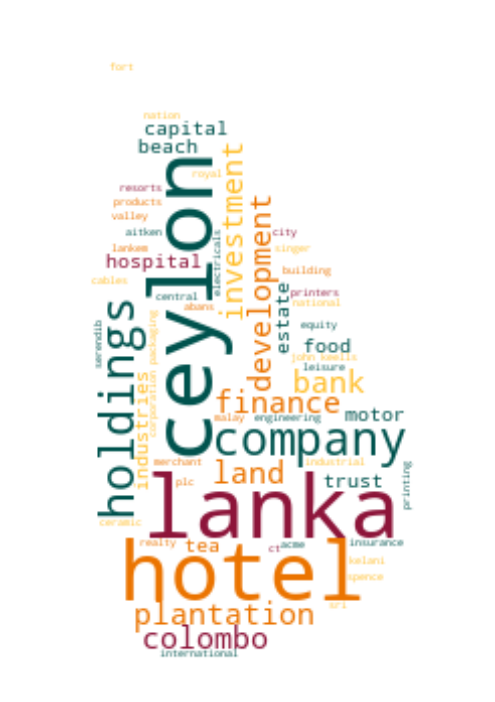 fort
nation
capital
beach
ceylon
investment
royal
resorts
products
valley
development
aitken
electricals
city
lankem
singer
hospital
building
cables
estate
central
printers
abans
national
holdings
serendib
packaging
equity
food
john keells
leisure
industries
corporation
bank
finance
motor
malay
engineering
company
merchant
industrial
land
printing
plc
trust
lanka
ceramic
realty
tea
ct
acme
insurance
hotel
kelani
spence
sri
plantation
colombo
international